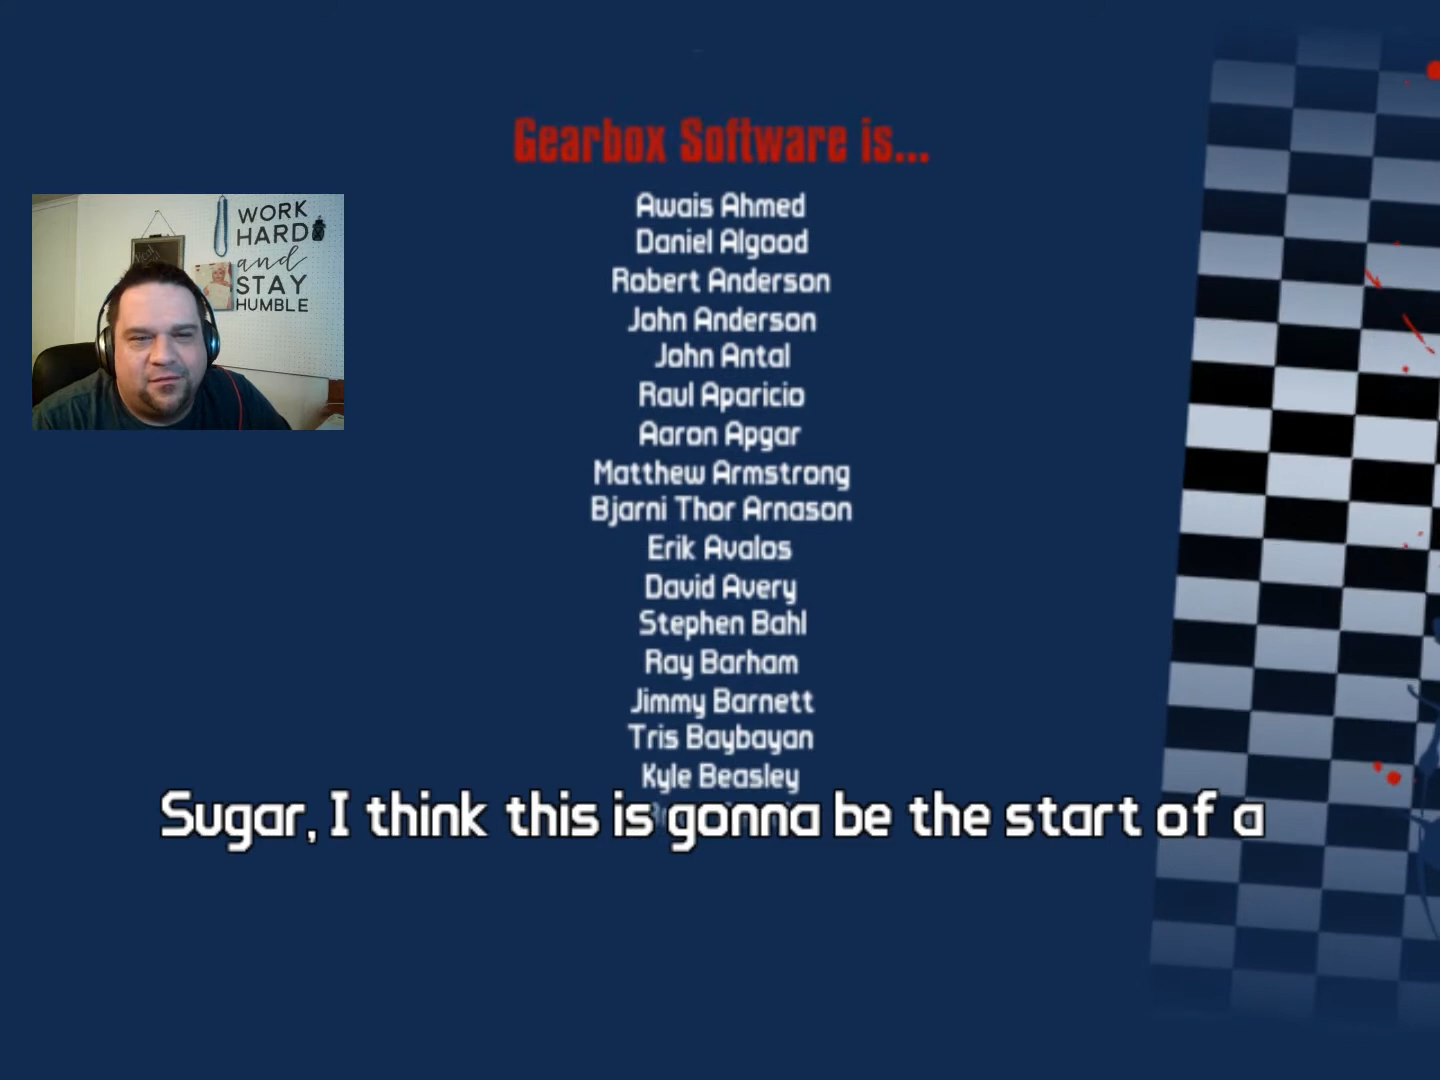 Gearbox Software is...
Awais Ahmed
Daniel Algood
Robert Anderson
John Anderson
John Antal
Raul Aparicio
Aaron Apgar
Matthew Armstrong
Bjarni Thor Arnason
Erik Avalos
David Avery
Stephen Bahl
Ray Barham
Jimmy Barnett
Tris Baybayan
Kyle Beasley
Sugar, I think this is gonna be the start of a
WORK
HARD
and
STAY
HUMBLE